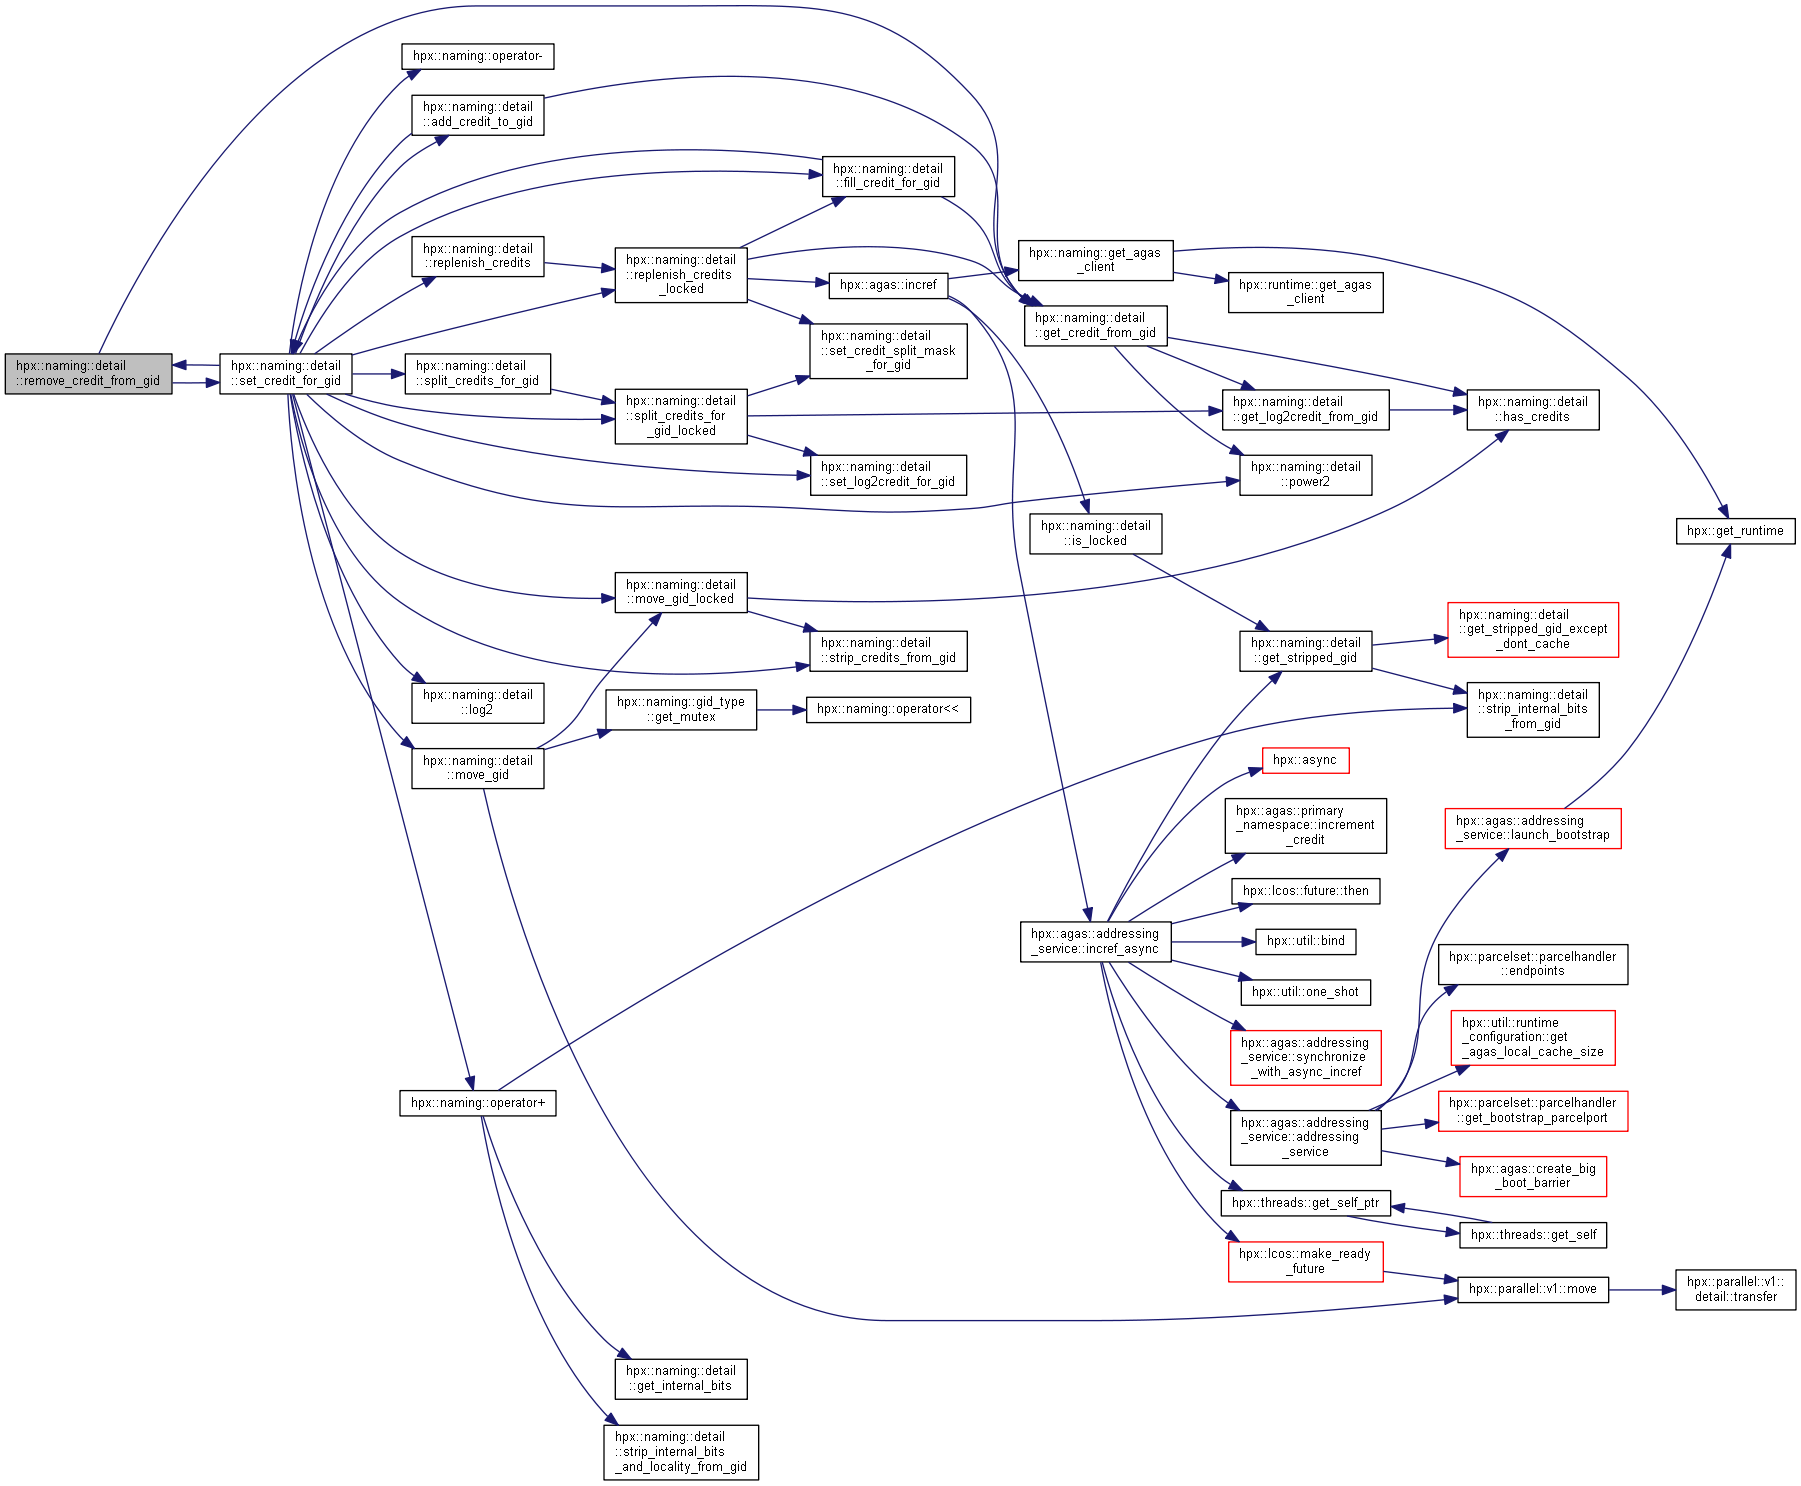 hpx::naming::detail
::remove_credit_from_gid
hpx::naming::detail
::set_credit_for_gid
hpx::naming::operator-
hpx::naming::detail
::add_credit_to_gid
hpx::naming::detail
::replenish_credits
hpx::naming::detail
::split_credits_for_gid
hpx::naming::detail
::log2
hpx::naming::detail
::move_gid
hpx::naming::operator+
hpx::naming::detail
::replenish_credits
_locked
hpx::naming::detail
::split_credits_for
_gid_locked
hpx::naming::detail
::move_gid_locked
hpx::naming::gid_type
::get_mutex
hpx::naming::detail
::get_internal_bits
hpx::naming::detail
::strip_internal_bits
_and_locality_from_gid
hpx::naming::detail
::fill_credit_for_gid
hpx::agas::incref
hpx::naming::detail
::set_credit_split_mask
_for_gid
hpx::naming::detail
::set_log2credit_for_gid
hpx::naming::detail
::strip_credits_from_gid
hpx::naming::operator<<
hpx::naming::get_agas
_client
hpx::naming::detail
::get_credit_from_gid
hpx::naming::detail
::is_locked
hpx::agas::addressing
_service::incref_async
hpx::runtime::get_agas
_client
hpx::naming::detail
::get_log2credit_from_gid
hpx::naming::detail
::power2
hpx::naming::detail
::get_stripped_gid
hpx::async
hpx::agas::primary
_namespace::increment
_credit
hpx::lcos::future::then
hpx::util::bind
hpx::util::one_shot
hpx::agas::addressing
_service::synchronize
_with_async_incref
hpx::agas::addressing
_service::addressing
_service
hpx::threads::get_self_ptr
hpx::lcos::make_ready
_future
hpx::naming::detail
::has_credits
hpx::naming::detail
::get_stripped_gid_except
_dont_cache
hpx::naming::detail
::strip_internal_bits
_from_gid
hpx::agas::addressing
_service::launch_bootstrap
hpx::parcelset::parcelhandler
::endpoints
hpx::util::runtime
_configuration::get
_agas_local_cache_size
hpx::parcelset::parcelhandler
::get_bootstrap_parcelport
hpx::agas::create_big
_boot_barrier
hpx::threads::get_self
hpx::parallel::v1::move
hpx::get_runtime
hpx::parallel::v1::
detail::transfer